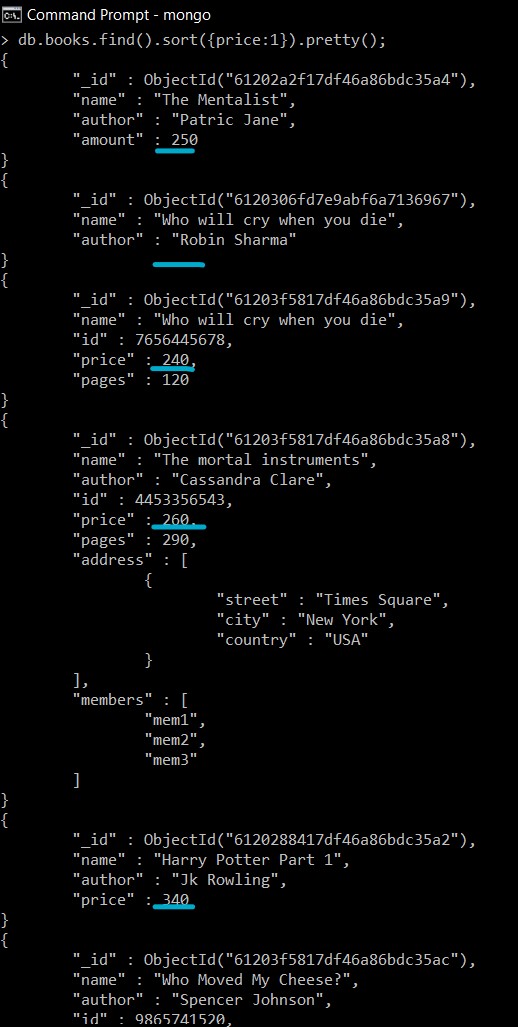 Command Prompt - mongo
> db.books.find().sort({price:1}).pretty();
{
"_id" : ObjectId("61202a2f17df46a86bdc35a4"),
"name" : "The Mentalist",
"author" : "Patric Jane",
"amount" : 250
}
{
"_id" : ObjectId("6120306fd7e9abf6a7136967"),
"name" : "Who will cry when you die",
"author" : "Robin Sharma"
}
{
"_id" : ObjectId("61203f5817df46a86bdc35a9"),
"name" : "Who will cry when you die",
"id" : 7656445678,
"price" : 240,
"pages" : 120
}
{
"_id" : ObjectId("61203f5817df46a86bdc35a8"),
"name" : "The mortal instruments",
"author" : "Cassandra Clare",
"id" : 4453356543,
"price" : 260,
"pages" : 290,
"address" : [
{
"street" : "Times Square",
"city" : "New York",
"country" : "USA"
}
],
"members" : [
"mem1",
"mem2",
"mem3"
]
}
{
"_id" : ObjectId("6120288417df46a86bdc35a2"),
"name" : "Harry Potter Part 1",
"author" : "Jk Rowling",
"price" : 340
}
{
"_id" : ObjectId("61203f5817df46a86bdc35ac"),
"name" : "Who Moved My Cheese?",
"author" : "Spencer Johnson",
"id" : 9865741520,